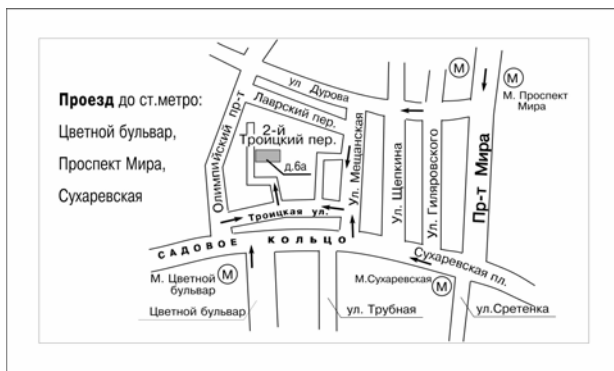 Проезд до ст.метро:
Цветной бульвар,
Проспект Мира,
Сухаревская
Олимпийский пр-т
ул Дурова
Лаврский пер.
2-й
Троицкий пер.
д.6а
Троицкая ул.
ул. Мещанская
Ул. Щепкина
Ул. Гиляровского
Пр-т Мира
М
М
М. Проспект
Мира
САДОВОЕ КОЛЬЦО
Сухаревская пл.
М. Цветной
бульвар
М
М.Сухаревская
М
Цветной бульвар
ул. Трубная
ул.Сретенка